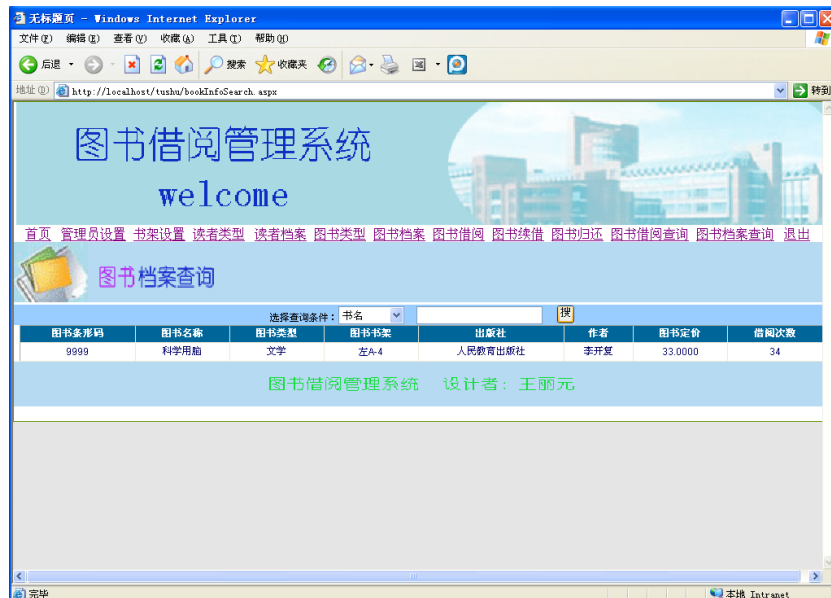 无标题页 - Windows Internet Explorer
文件(F) 编辑(E) 查看(V) 收藏(A) 工具(T) 帮助(H)
后退 搜索 收藏夹
地址(D) http://localhost/tushu/bookInfoSearch.aspx 转到
图书借阅管理系统
welcome
首页 管理员设置 书架设置 读者类型 读者档案 图书类型 图书档案 图书借阅 图书续借 图书归还 图书借阅查询 图书档案查询 退出
图书档案查询
选择查询条件: 书名 搜
图书条形码 图书名称 图书类型 图书书架 出版社 作者 图书定价 借阅次数
9999 科学用脑 文学 左A-4 人民教育出版社 李开复 33.0000 34
图书借阅管理系统 设计者: 王丽元
完毕 本地 Intranet